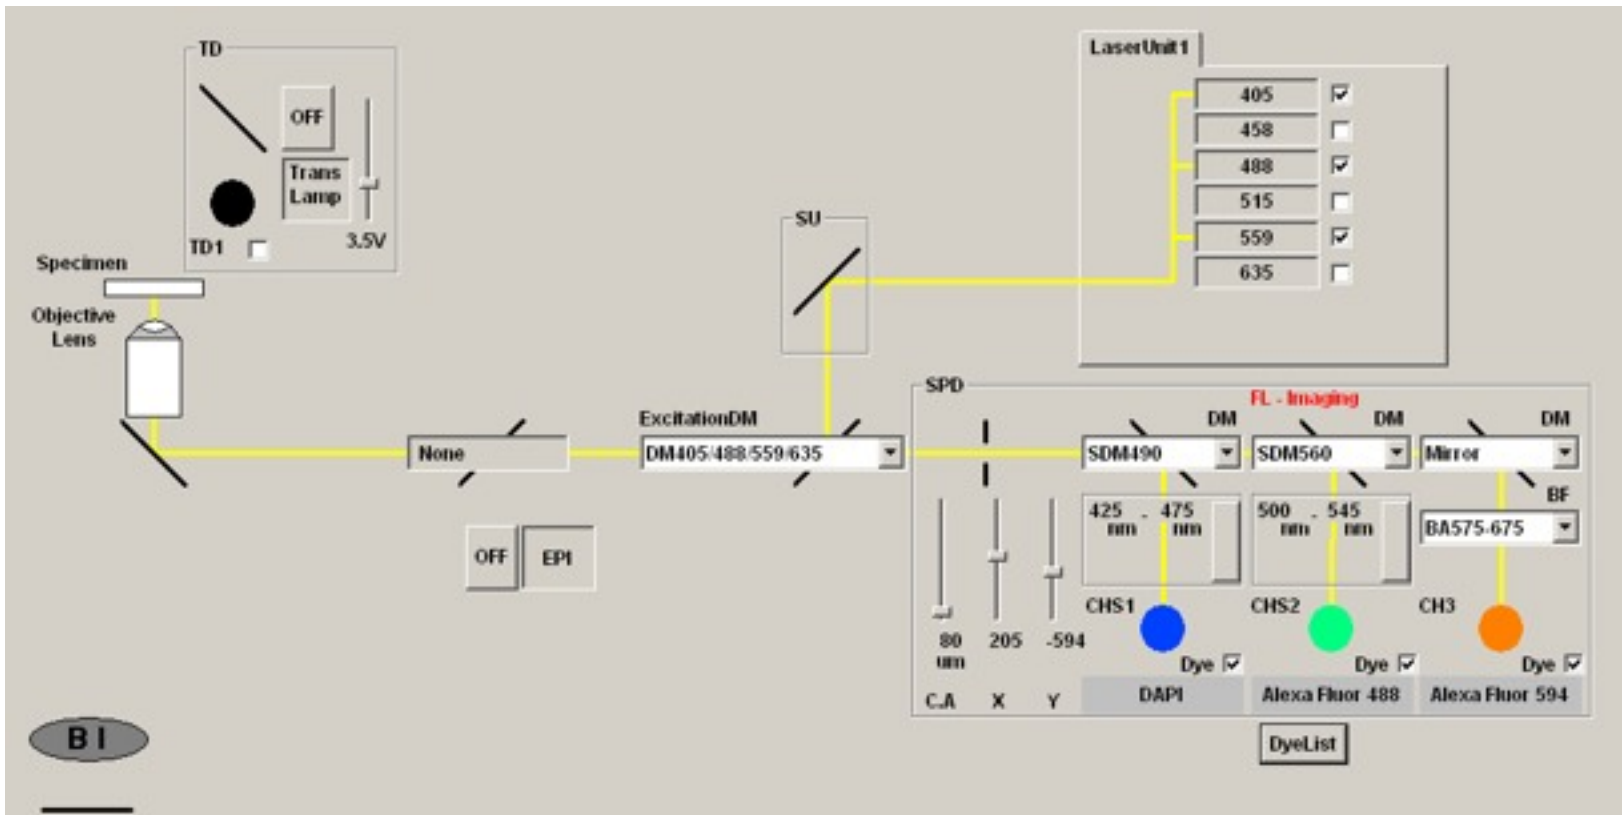 TD
OFF
Trans
Lamp
TD1
3.5V
Specimen
Objective
Lens
LaserUnit1
405
458
488
515
559
635
SU
None
ExcitationDM
DM405/488/559/635
OFF
EPI
SPD
FL - Imaging
DM
DM
DM
SDM490
SDM560
Mirror
425 - 475
nm nm
500 - 545
nm nm
BF
BA575-675
CHS1
CHS2
CH3
80
um
205
-594
Dye
Dye
Dye
C.A X Y
DAPI
Alexa Fluor 488
Alexa Fluor 594
DyeList
B I